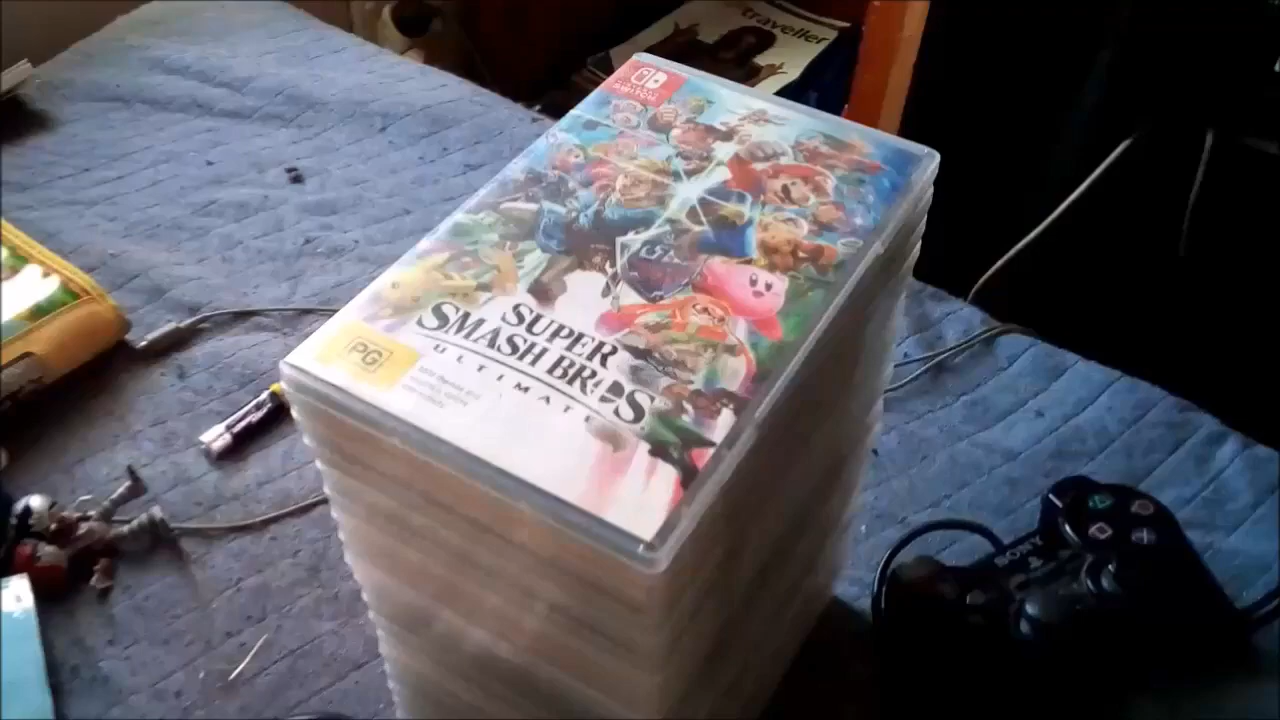 traveller
NINTENDO
SWITCH
SUPER
SMASH BROS.
ULTIMATE
PG
SONY